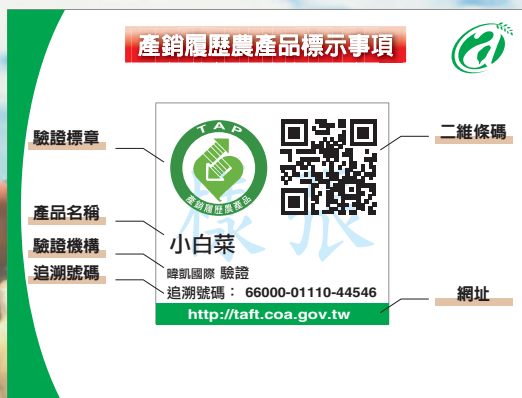 產銷履歷農產品標示事項
驗證標章
二維條碼
TAP
產銷履歷農產品
樣張
產品名稱
小白菜
驗證機構
暐凱國際 驗證
追溯號碼
追溯號碼： 66000-01110-44546
網址
http://taft.coa.gov.tw